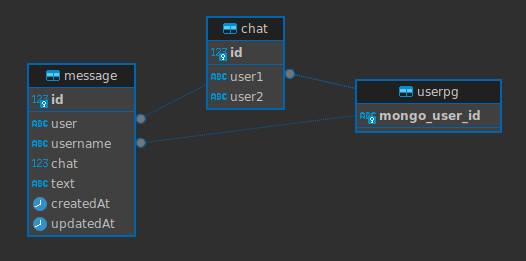 message
123 id
ABC user
ABC username
123 chat
ABC text
createdAt
updatedAt
chat
123 id
ABC user1
ABC user2
userpg
ABC mongo_user_id